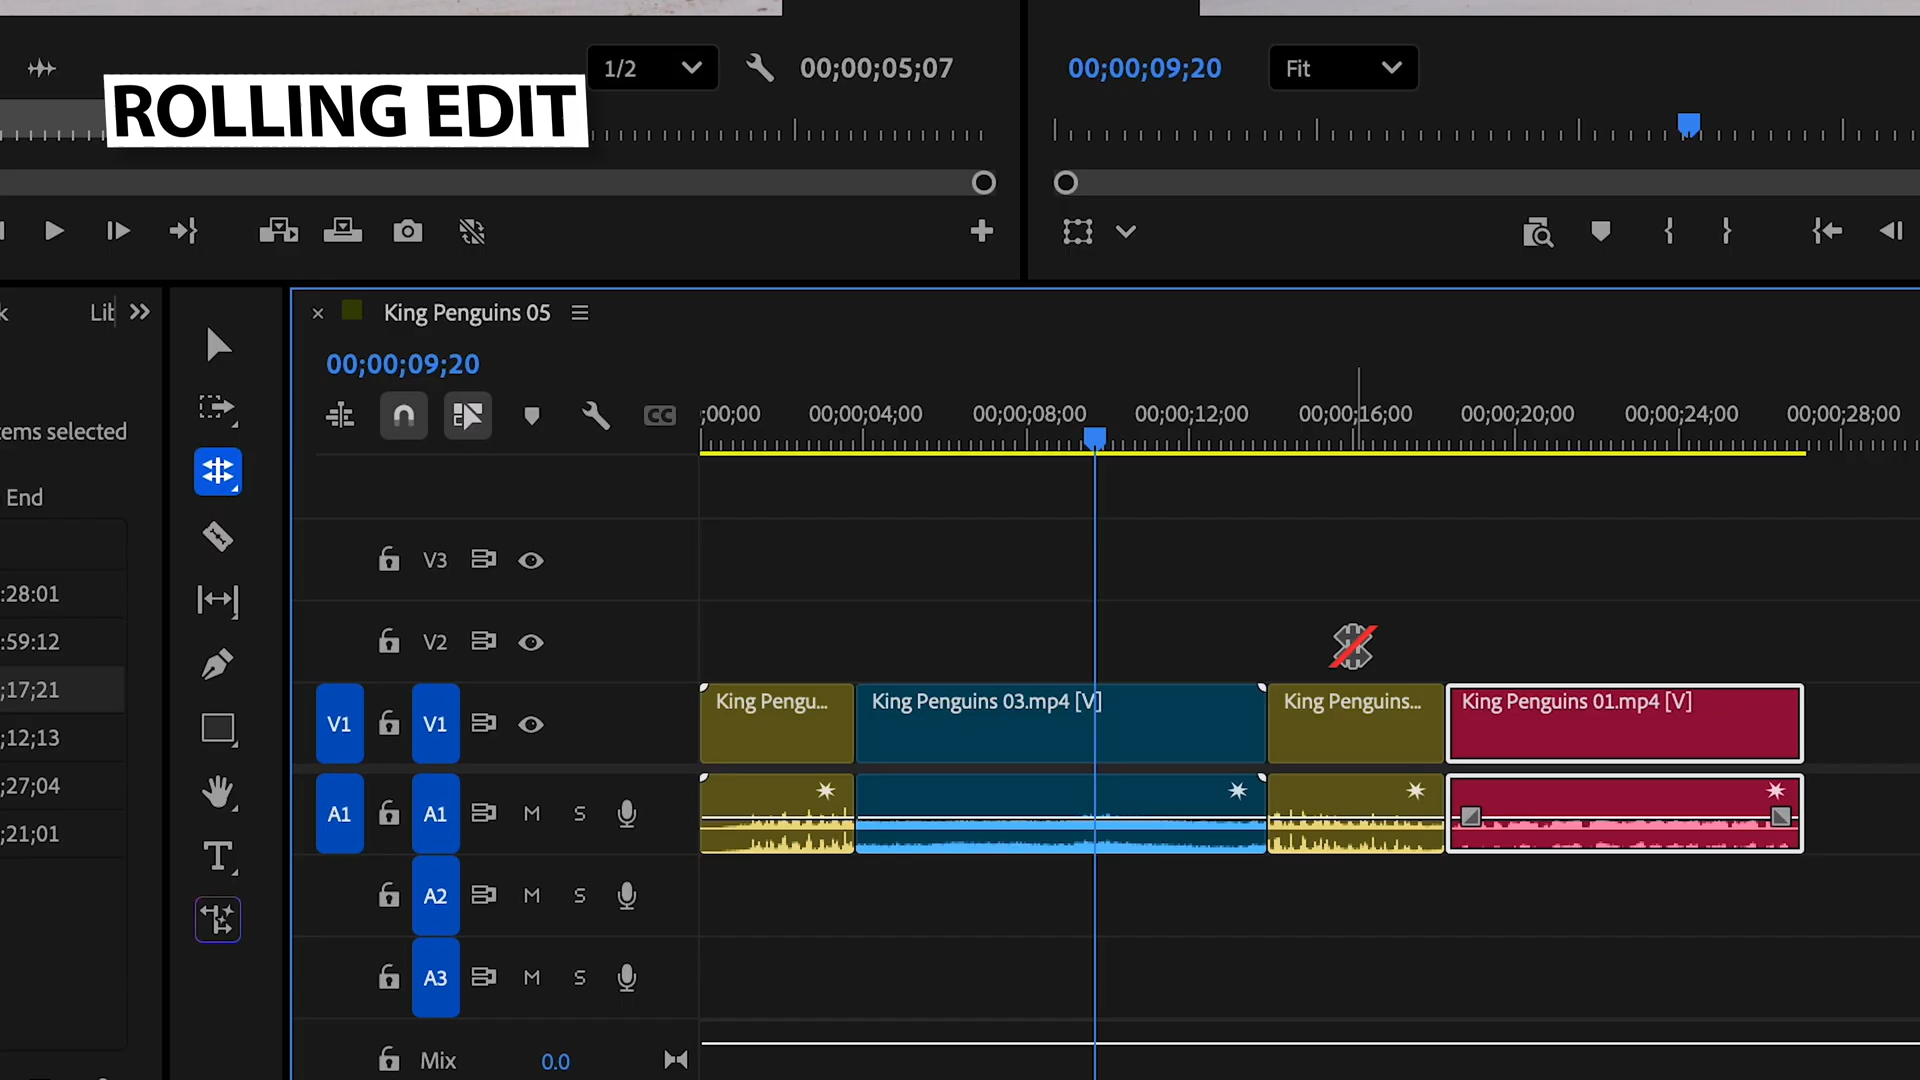 1/2
00;00;05;07
00;00;09;20
Fit
ROLLING EDIT
Lit
King Penguins 05
00;00;09;20
CC
;00;00
00;00;04;00
00;00;08;00
00;00;12;00
00;00;16;00
00;00;20;00
00;00;24;00
00;00;28;00
tems selected
End
:28:01
:59:12
;17;21
;12;13
;27;04
;21;01
V3
V2
V1
V1
King Pengu...
King Penguins 03.mp4 [V]
King Penguins...
King Penguins 01.mp4 [V]
A1
A1
M
S
A2
M
S
A3
M
S
Mix
0.0